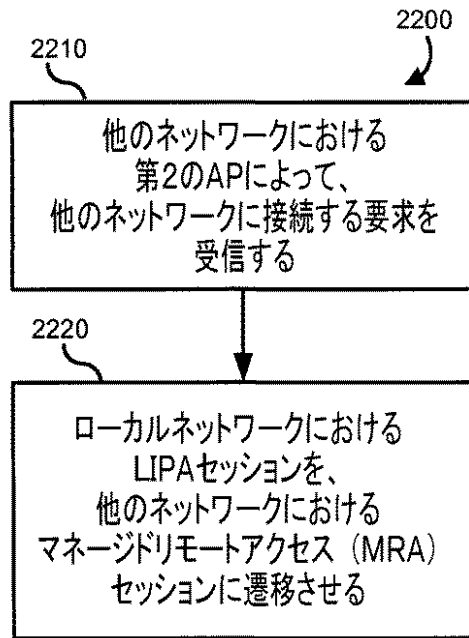 2200
2210
他のネットワークにおける
第2のAPによって、
他のネットワークに接続する要求を
受信する
2220
ローカルネットワークにおける
LIPAセッションを、
他のネットワークにおける
マネージドリモートアクセス（MRA）
セッションに遷移させる